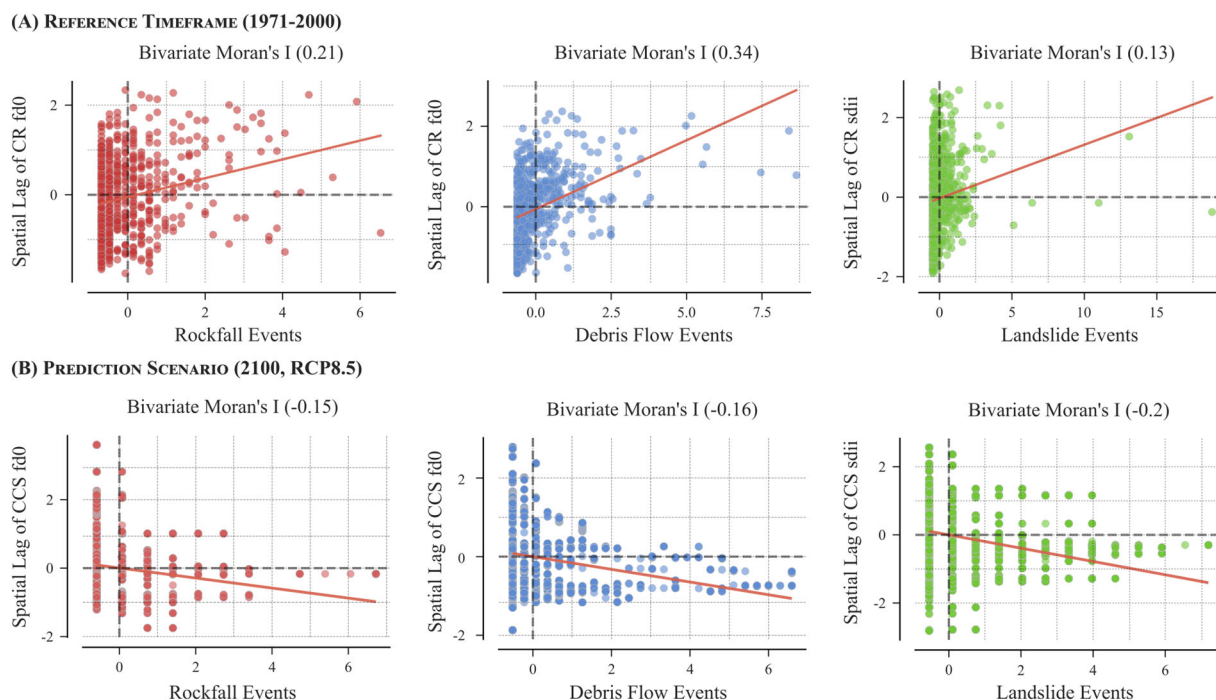 (A) REFERENCE TIMEFRAME (1971-2000)
Bivariate Moran's I (0.21)
Bivariate Moran's I (0.34)
Bivariate Moran's I (0.13)
Spatial Lag of CR fd0
2
0
0
2
4
6
Rockfall Events
Spatial Lag of CR fd0
2
0
0.0
2.5
5.0
7.5
Debris Flow Events
Spatial Lag of CR sdii
2
0
-2
0
5
10
15
Landslide Events
(B) PREDICTION SCENARIO (2100, RCP8.5)
Bivariate Moran's I (-0.15)
Bivariate Moran's I (-0.16)
Bivariate Moran's I (-0.2)
Spatial Lag of CCS fd0
2
0
-2
0
2
4
6
Rockfall Events
Spatial Lag of CCS fd0
2
0
-2
0
2
4
6
Debris Flow Events
Spatial Lag of CCS sdii
2
0
-2
0
2
4
6
Landslide Events